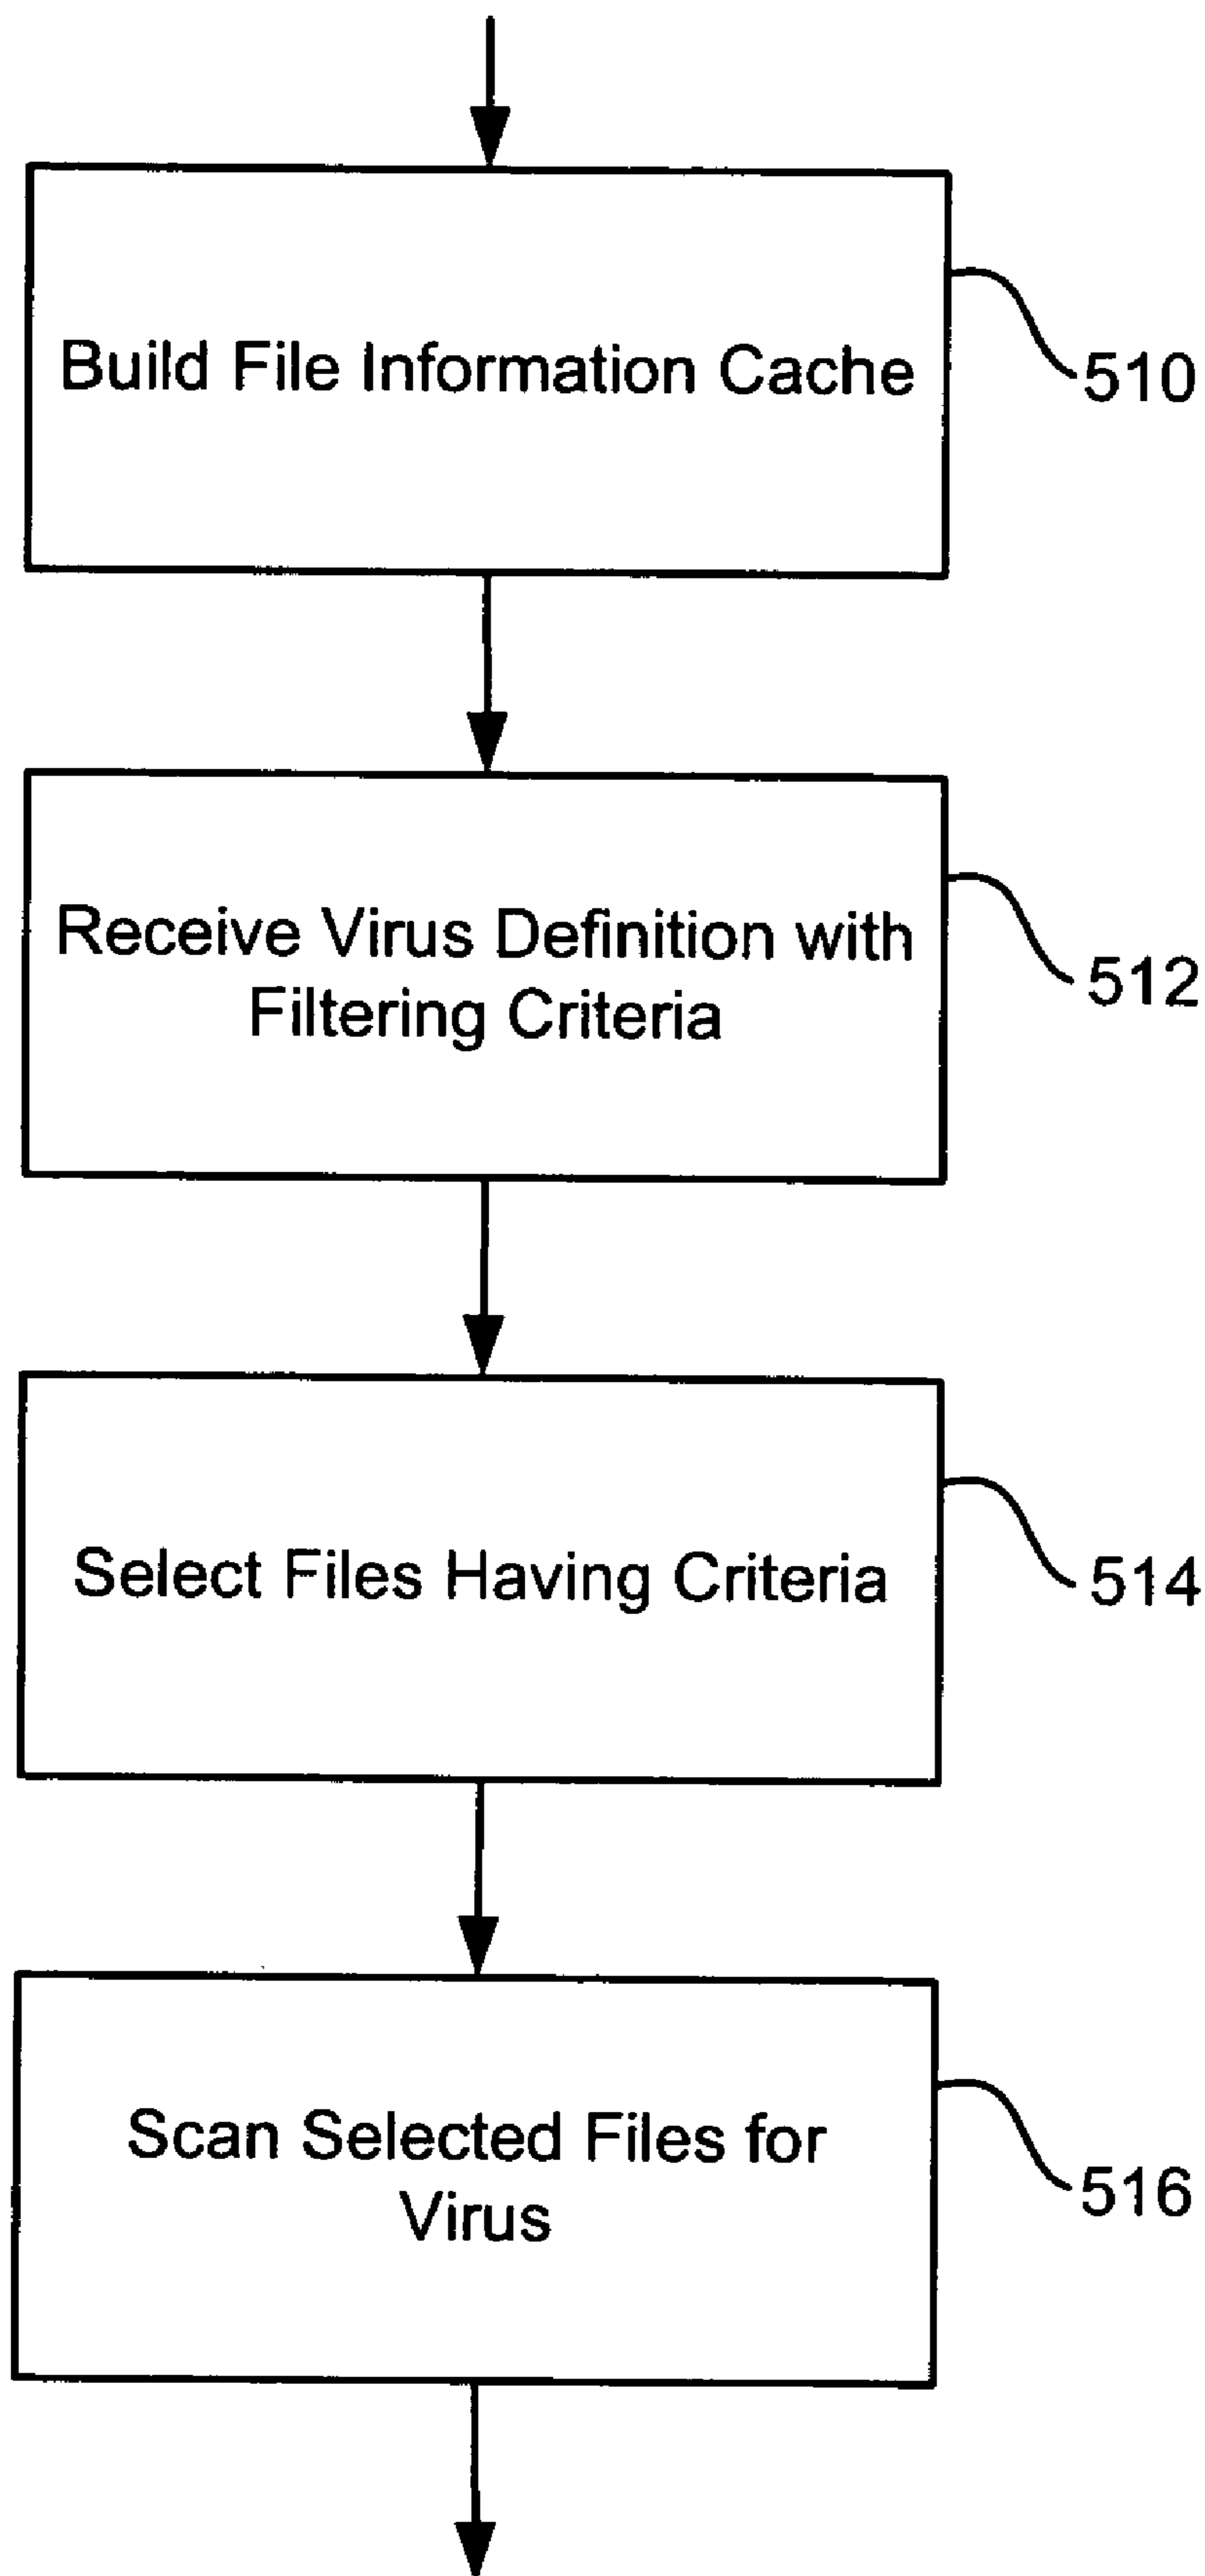 Build File Information Cache
510
Receive Virus Definition with
Filtering Criteria
512
Select Files Having Criteria
514
Scan Selected Files for
Virus
516